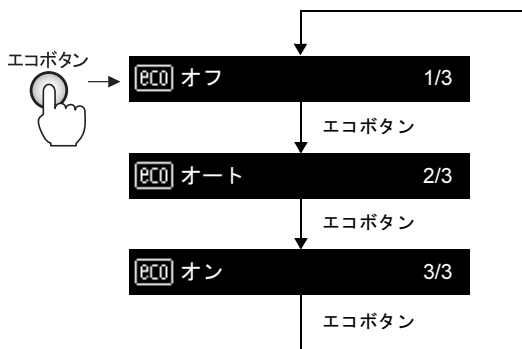 エコボタン
eco オフ 1/3
エコボタン
eco オート 2/3
エコボタン
eco オン 3/3
エコボタン